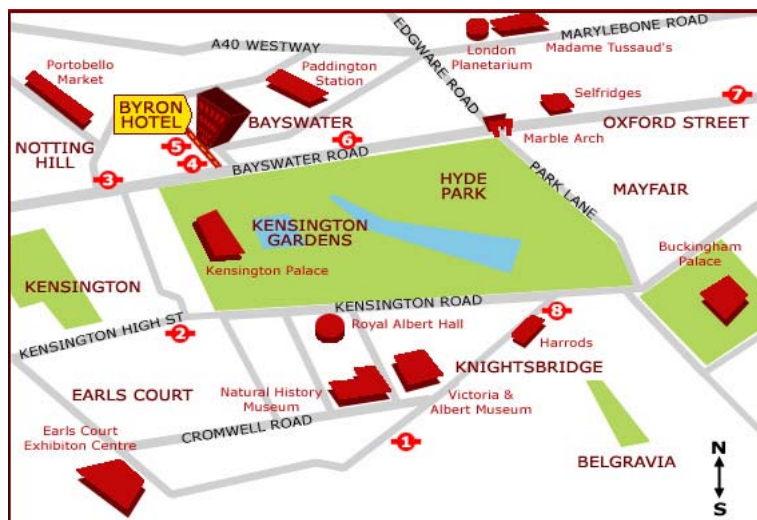 A40 WESTWAY
EDGWARE ROAD
MARYLEBONE ROAD
London
Planetarium
Madame Tussaud's
Portobello
Market
Paddington
Station
Selfridges
7
BYRON
HOTEL
BAYSWATER
OXFORD STREET
Marble Arch
NOTTING
HILL
5
6
4
3
BAYSWATER ROAD
HYDE
PARK
PARK LANE
MAYFAIR
KENSINGTON
GARDENS
Kensington Palace
Buckingham
Palace
KENSINGTON
KENSINGTON ROAD
KENSINGTON HIGH ST
2
8
Royal Albert Hall
Harrods
KNIGHTSBRIDGE
EARLS COURT
Natural History
Museum
Victoria &
Albert Museum
CROMWELL ROAD
Earls Court
Exhibiton Centre
1
BELGRAVIA
N
S